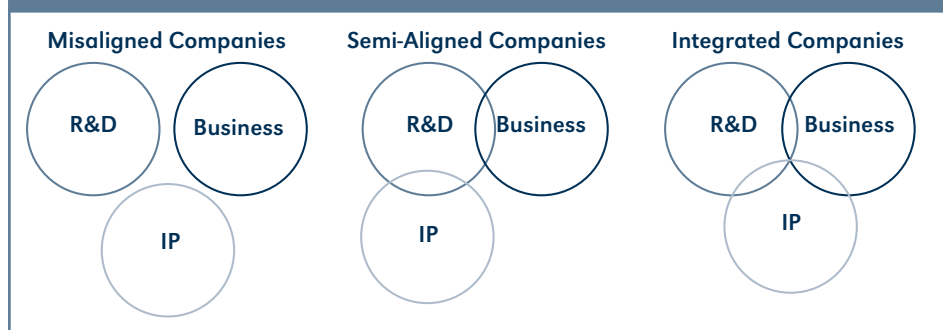 Misaligned Companies
R&D
Business
IP
Semi-Aligned Companies
R&D
Business
IP
Integrated Companies
R&D
Business
IP